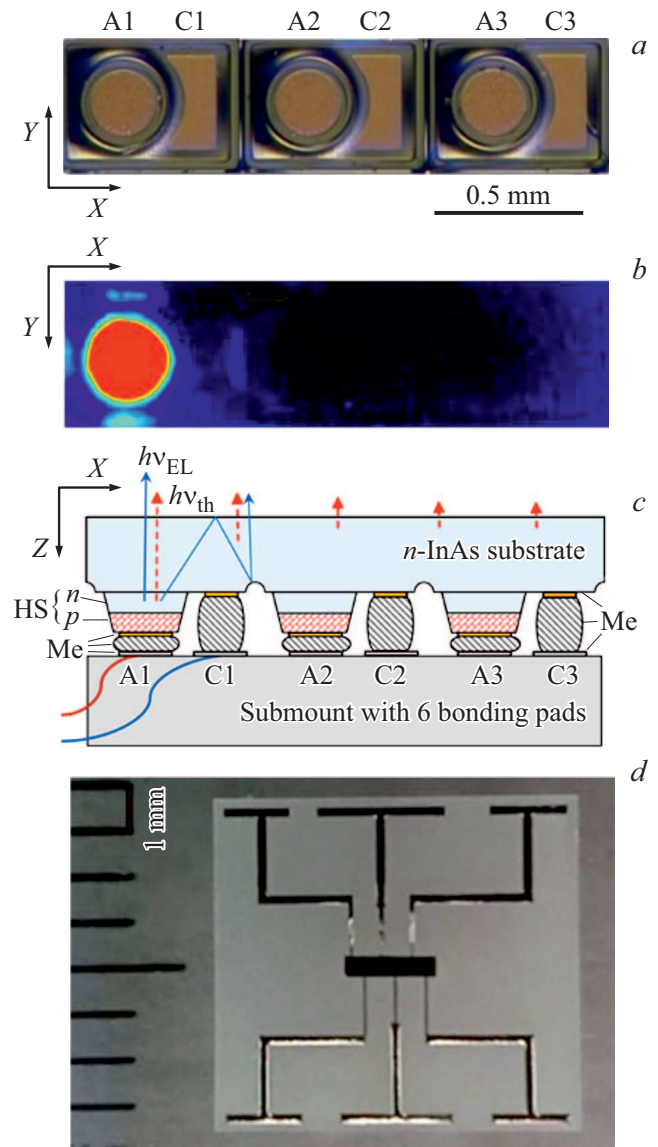 A1 C1 A2 C2 A3 C3
a
Y
X
0.5 mm
X
b
Y
X
hν_EL
c
hν_th
Z
n-InAs substrate
HS { n
p
Me
Me
A1 C1 A2 C2 A3 C3
Submount with 6 bonding pads
d
1 mm